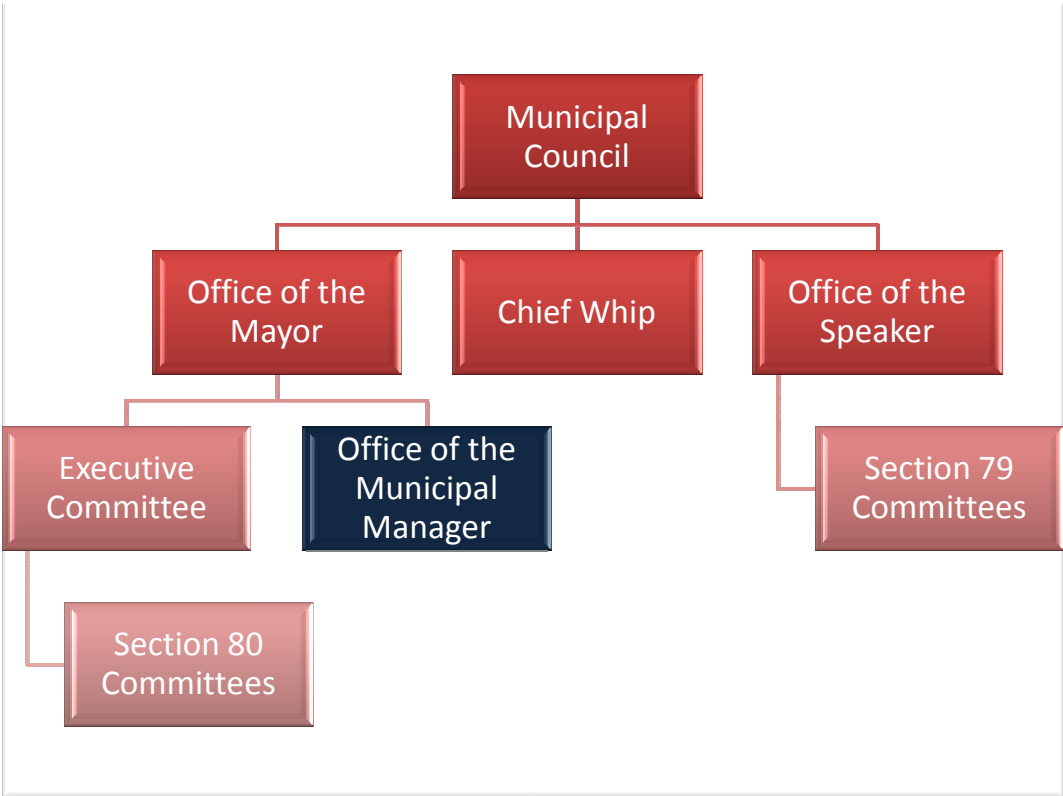 Municipal
Council
Office of the
Mayor
Chief Whip
Office of the
Speaker
Executive
Committee
Office of the
Municipal
Manager
Section 79
Committees
Section 80
Committees